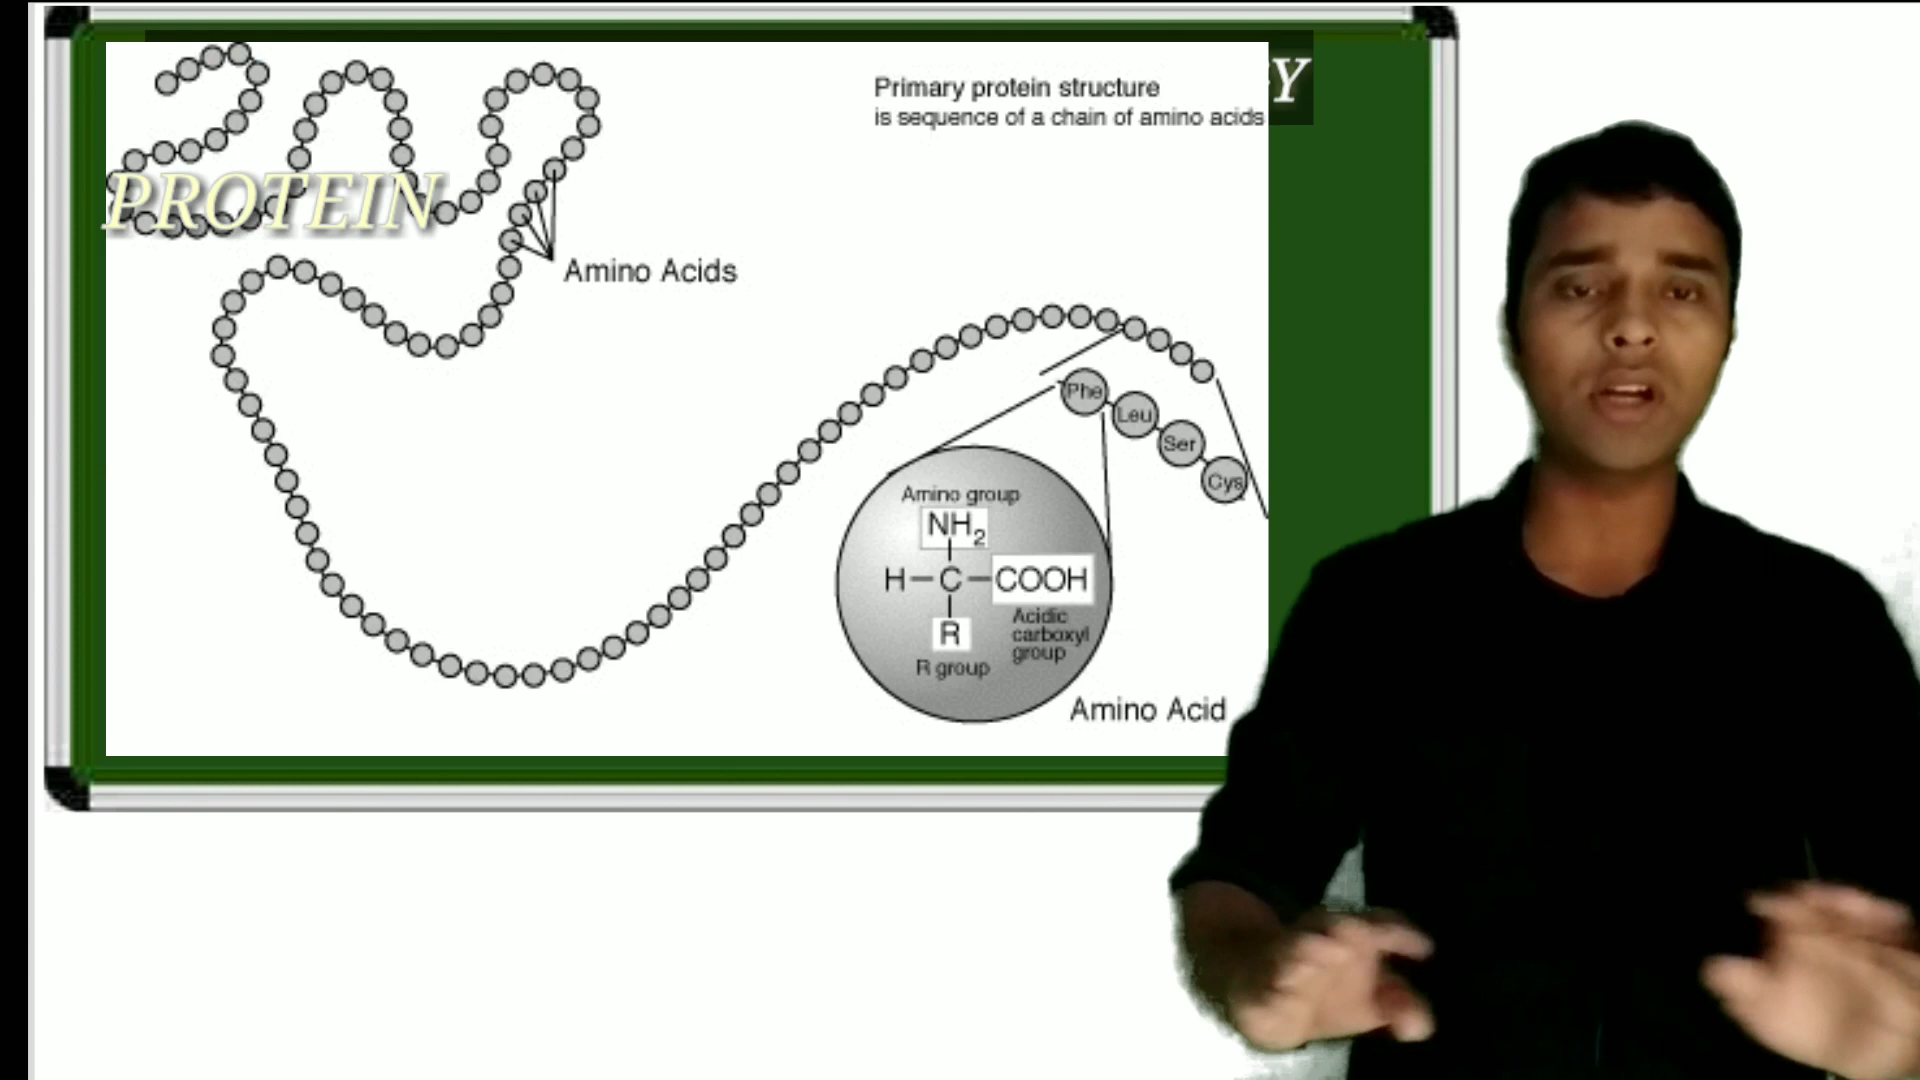 Y
Primary protein structure
is sequence of a chain of amino acids
PROTEIN
Amino Acids
Phe
Leu
Ser
Cys
Amino group
NH2
H C COOH
R
Acidic
carboxyl
group
R group
Amino Acid